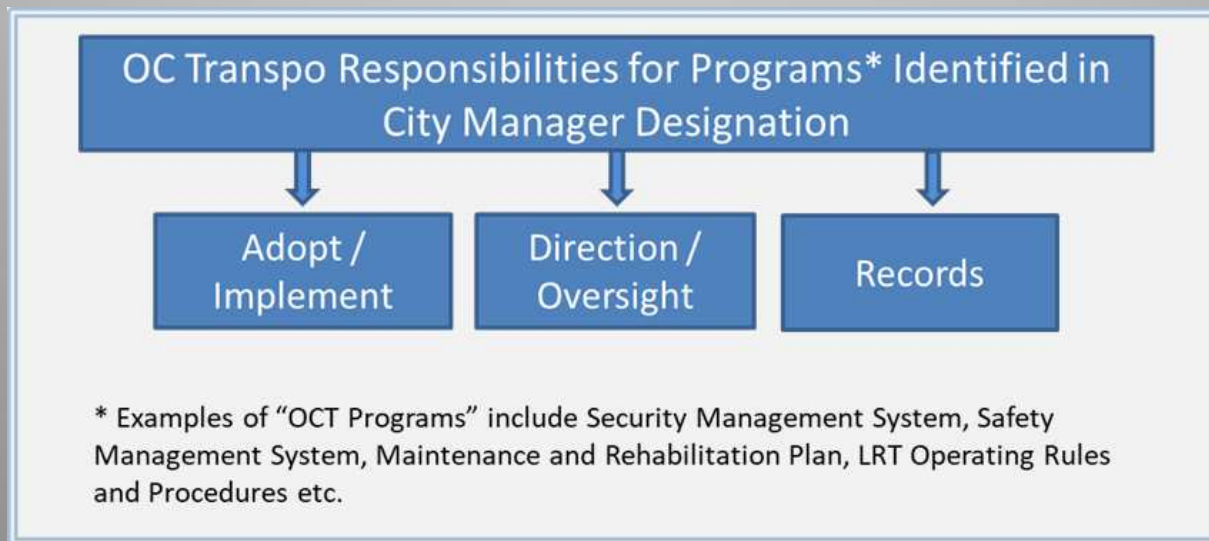 OC Transpo Responsibilities for Programs* Identified in
City Manager Designation
Adopt /
Implement
Direction /
Oversight
Records
* Examples of “OCT Programs” include Security Management System, Safety
Management System, Maintenance and Rehabilitation Plan, LRT Operating Rules
and Procedures etc.